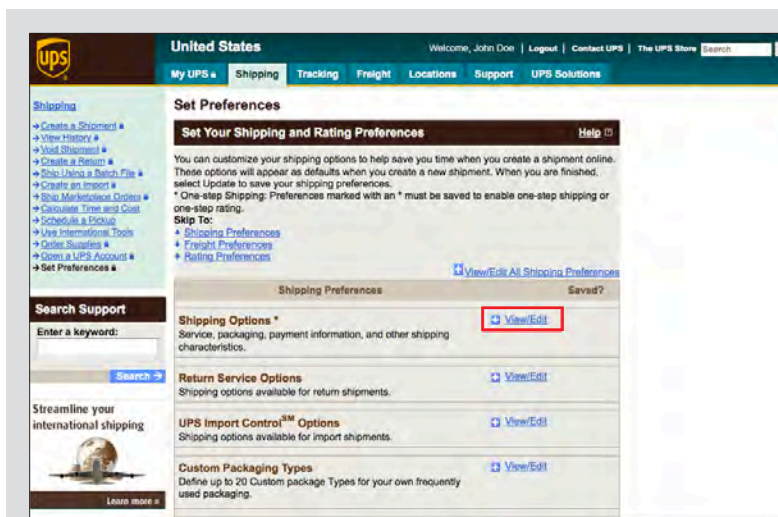 ups
United States
Welcome, John Doe | Logout | Contact UPS | The UPS Store Search
My UPS Shipping Tracking Freight Locations Support UPS Solutions
Shipping
Create a Shipment
View History
Void Shipment
Create a Return
Ship Using a Batch File
Create an Import
Ship Marketplace Orders
Calculate Time and Cost
Schedule a Pickup
Use International Tools
Order Supplies
Open a UPS Account
Set Preferences
Search Support
Enter a keyword:
Search
Streamline your
international shipping
Learn more
Set Preferences
Set Your Shipping and Rating Preferences Help
You can customize your shipping options to help save you time when you create a shipment online.
These options will appear as defaults when you create a new shipment. When you are finished,
select Update to save your shipping preferences.
* One-step Shipping: Preferences marked with an * must be saved to enable one-step shipping or
one-step rating.
Skip To:
Shipping Preferences
Freight Preferences
Rating Preferences
View/Edit All Shipping Preferences
Shipping Preferences Saved?
Shipping Options * View/Edit
Service, packaging, payment information, and other shipping
characteristics.
Return Service Options View/Edit
Shipping options available for return shipments.
UPS Import Control SM Options View/Edit
Shipping options available for import shipments.
Custom Packaging Types View/Edit
Define up to 20 Custom package Types for your own frequently
used packaging.